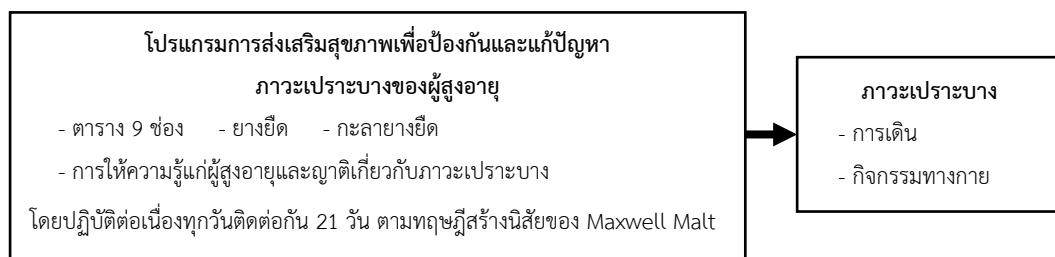 โปรแกรมการส่งเสริมสุขภาพเพื่อป้องกันและแก้ปัญหา
ภาวะเปราะบางของผู้สูงอายุ
- ตาราง 9 ช่อง - ยางยืด - กะลายางยืด
- การให้ความรู้แก่ผู้สูงอายุและญาติเกี่ยวกับภาวะเปราะบาง
โดยปฏิบัติต่อเนื่องทุกวันติดต่อกัน 21 วัน ตามทฤษฎีสร้างนิสัยของ Maxwell Malt
ภาวะเปราะบาง
- การเดิน
- กิจกรรมทางกาย